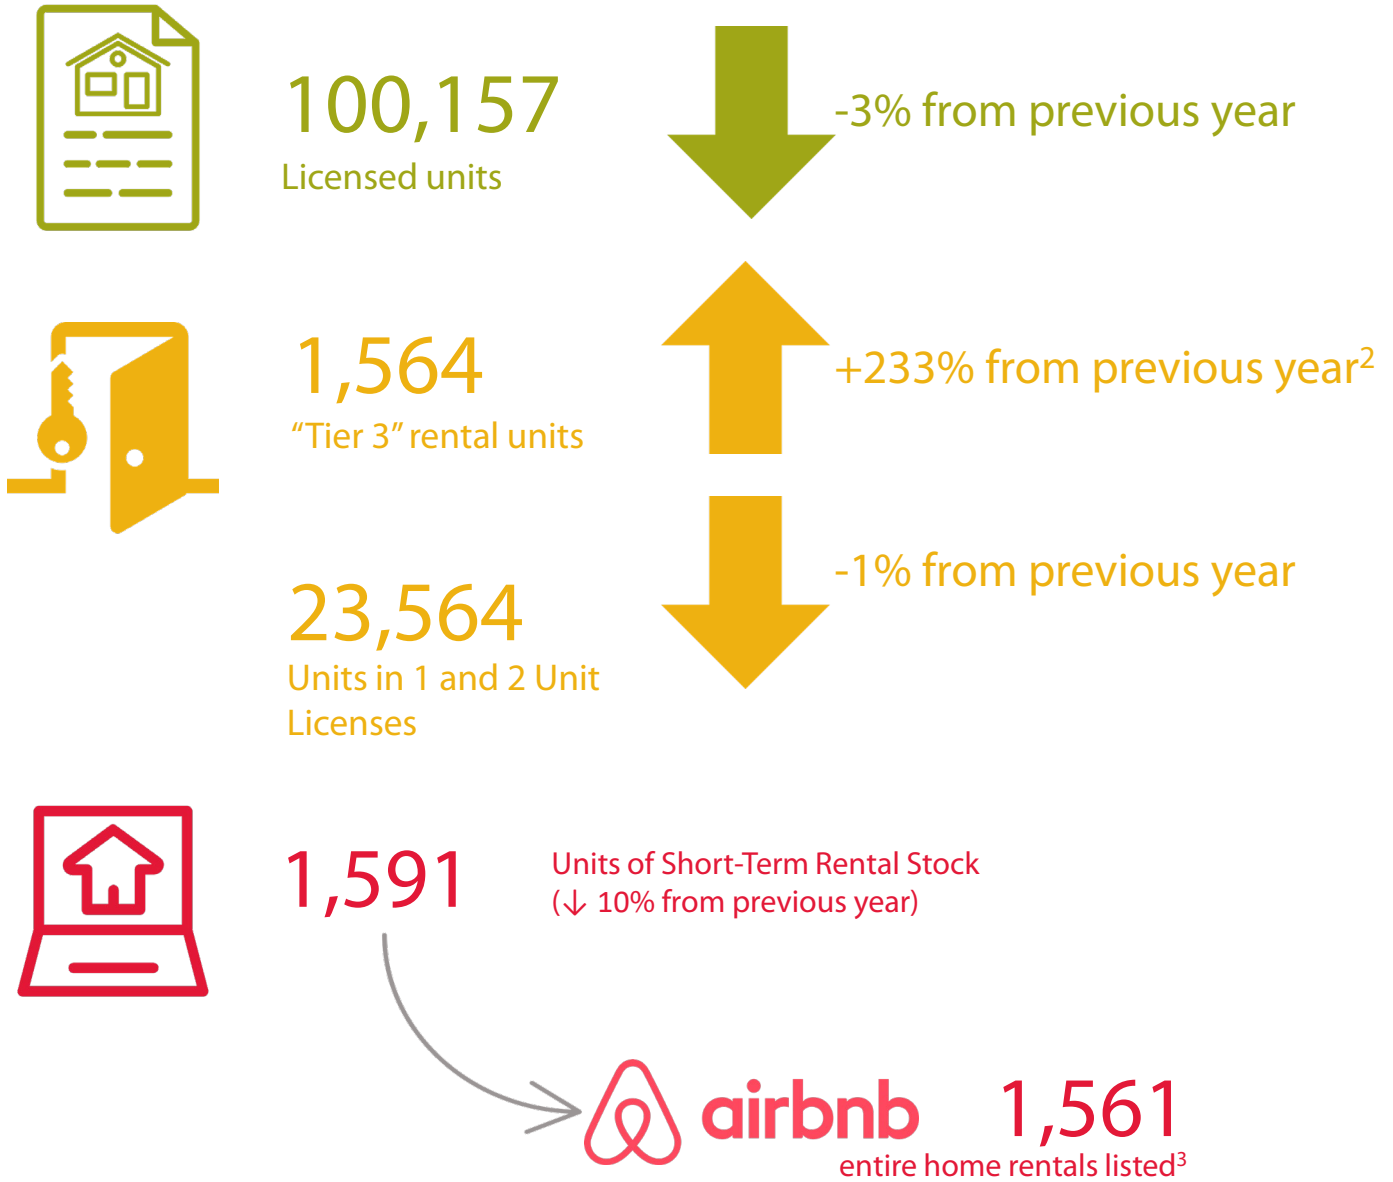 100,157
Licensed units
-3% from previous year
1,564
“Tier 3” rental units
+233% from previous year²
23,564
Units in 1 and 2 Unit
Licenses
-1% from previous year
1,591
Units of Short-Term Rental Stock
(↓ 10% from previous year)
airbnb
1,561
entire home rentals listed³